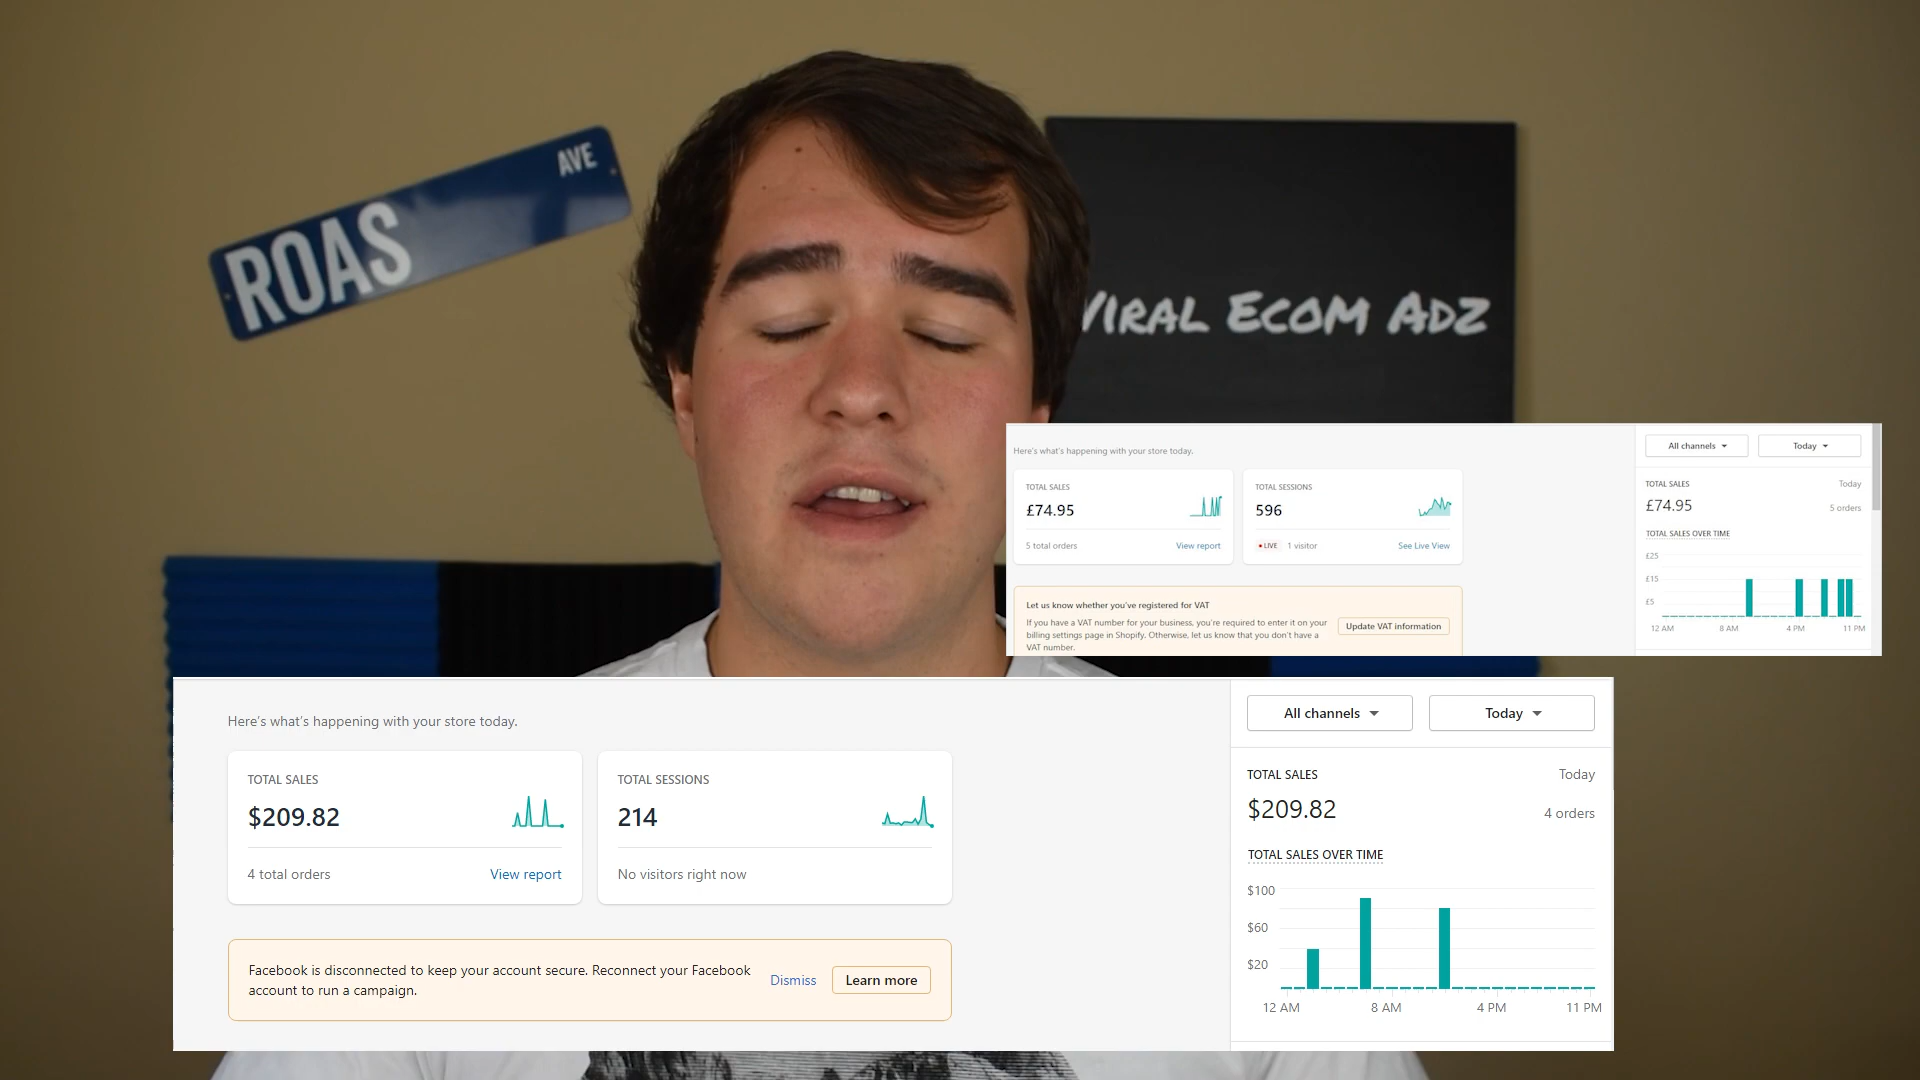 AVE
ROAS
VIRAL ECOM ADZ
Here's what's happening with your store today.
TOTAL SALES
£74.95
5 total orders
View report
TOTAL SESSIONS
596
LIVE 1 visitor
See Live View
Let us know whether you've registered for VAT
If you have a VAT number for your business, you're required to enter it on your
billing settings page in Shopify. Otherwise, let us know that you don't have a
VAT number.
Update VAT information
All channels
Today
TOTAL SALES
Today
£74.95
5 orders
TOTAL SALES OVER TIME
£25
£15
£5
12 AM
8 AM
4 PM
11 PM
Here's what's happening with your store today.
TOTAL SALES
$209.82
4 total orders
View report
TOTAL SESSIONS
214
No visitors right now
Facebook is disconnected to keep your account secure. Reconnect your Facebook
account to run a campaign.
Dismiss
Learn more
All channels
Today
TOTAL SALES
Today
$209.82
4 orders
TOTAL SALES OVER TIME
$100
$60
$20
12 AM
8 AM
4 PM
11 PM